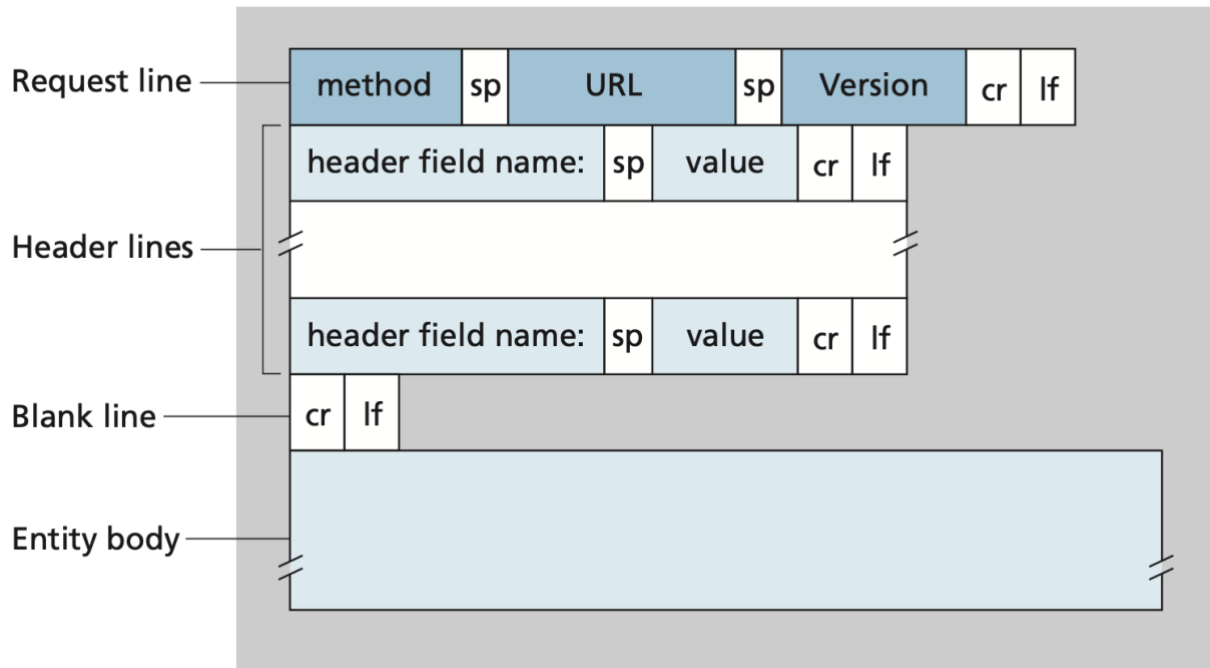 Request line method sp URL sp Version cr lf
header field name: sp value cr lf
Header lines
header field name: sp value cr lf
Blank line cr lf
Entity body